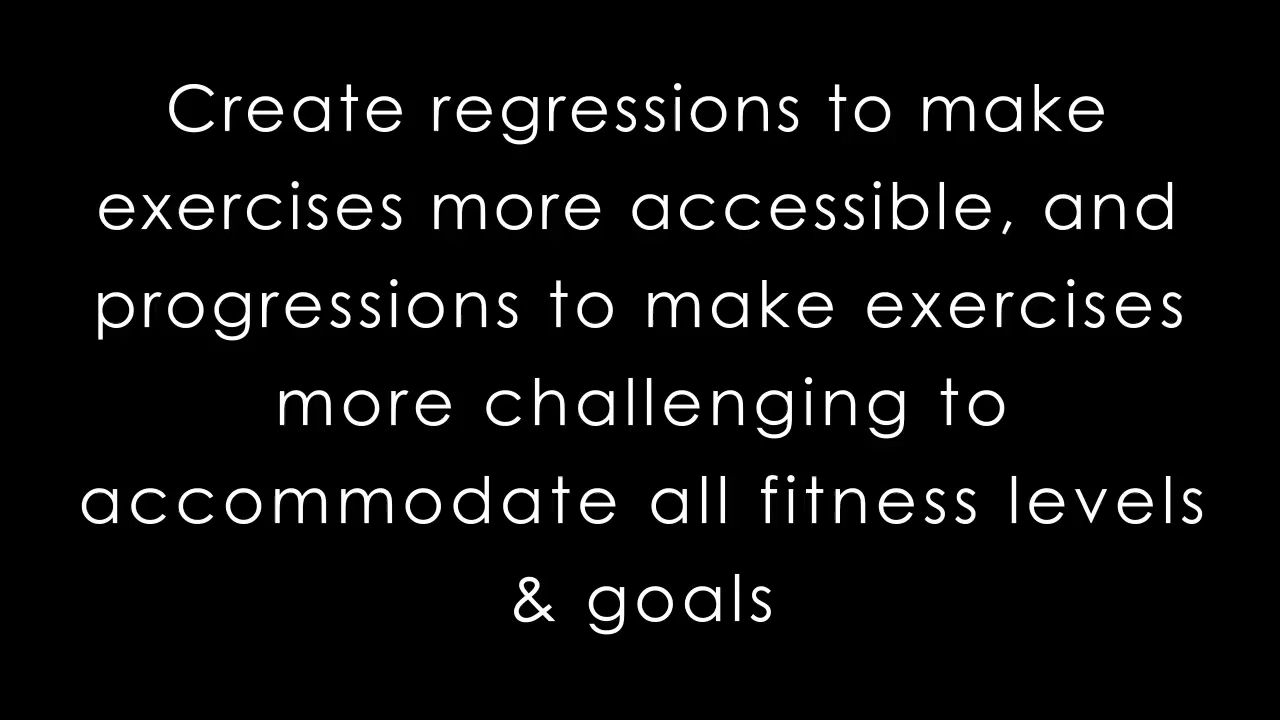 Create regressions to make
exercises more accessible, and
progressions to make exercises
more challenging to
accommodate all fitness levels
& goals